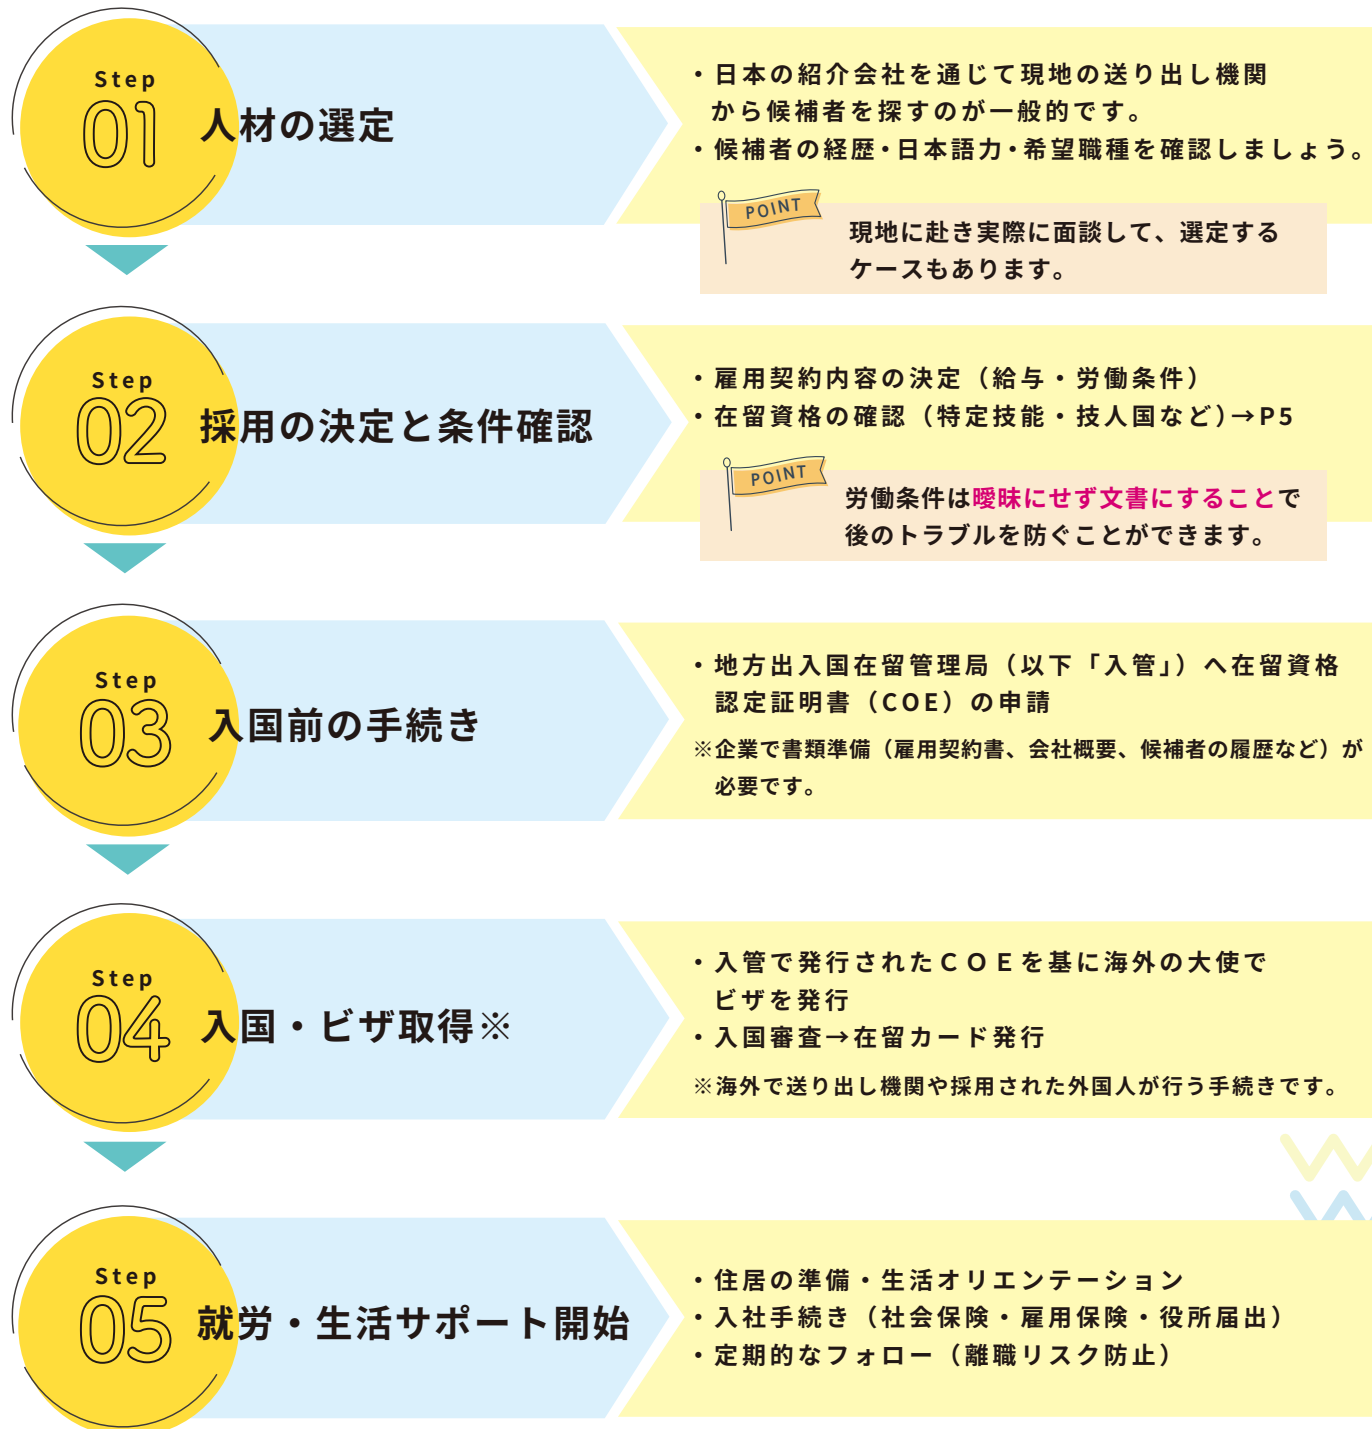 Step
01
人材の選定
・日本の紹介会社を通じて現地の送り出し機関
から候補者を探すのが一般的です。
・候補者の経歴・日本語力・希望職種を確認しましょう。
POINT
現地に赴き実際に面談して、選定する
ケースもあります。
Step
02
採用の決定と条件確認
・雇用契約内容の決定（給与・労働条件）
・在留資格の確認（特定技能・技人国など）→P5
POINT
労働条件は曖昧にせず文書にすることで
後のトラブルを防ぐことができます。
Step
03
入国前の手続き
・地方出入国在留管理局（以下「入管」）へ在留資格
認定証明書（COE）の申請
※企業で書類準備（雇用契約書、会社概要、候補者の履歴など）が
必要です。
Step
04
入国・ビザ取得※
・入管で発行されたＣＯＥを基に海外の大使で
ビザを発行
・入国審査→在留カード発行
※海外で送り出し機関や採用された外国人が行う手続きです。
Step
05
就労・生活サポート開始
・住居の準備・生活オリエンテーション
・入社手続き（社会保険・雇用保険・役所届出）
・定期的なフォロー（離職リスク防止）